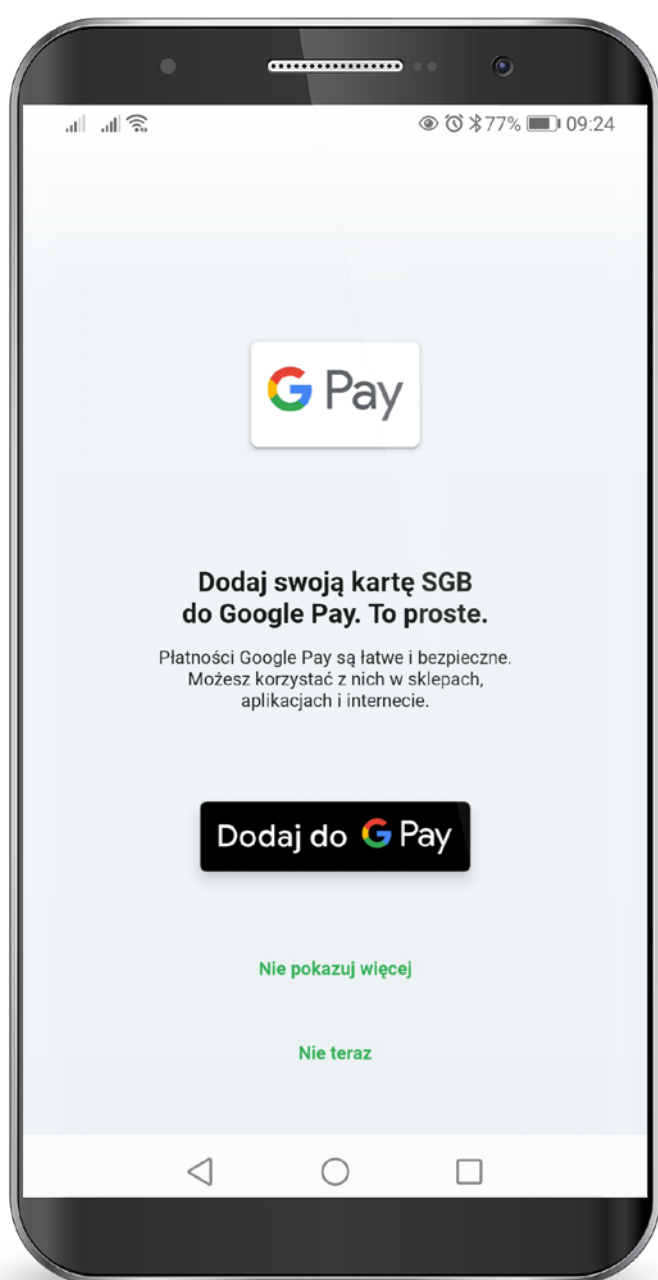 77% 09:24
G Pay
Dodaj swoją kartę SGB
do Google Pay. To proste.
Płatności Google Pay są łatwe i bezpieczne.
Możesz korzystać z nich w sklepach,
aplikacjach i internecie.
Dodaj do G Pay
Nie pokazuj więcej
Nie teraz